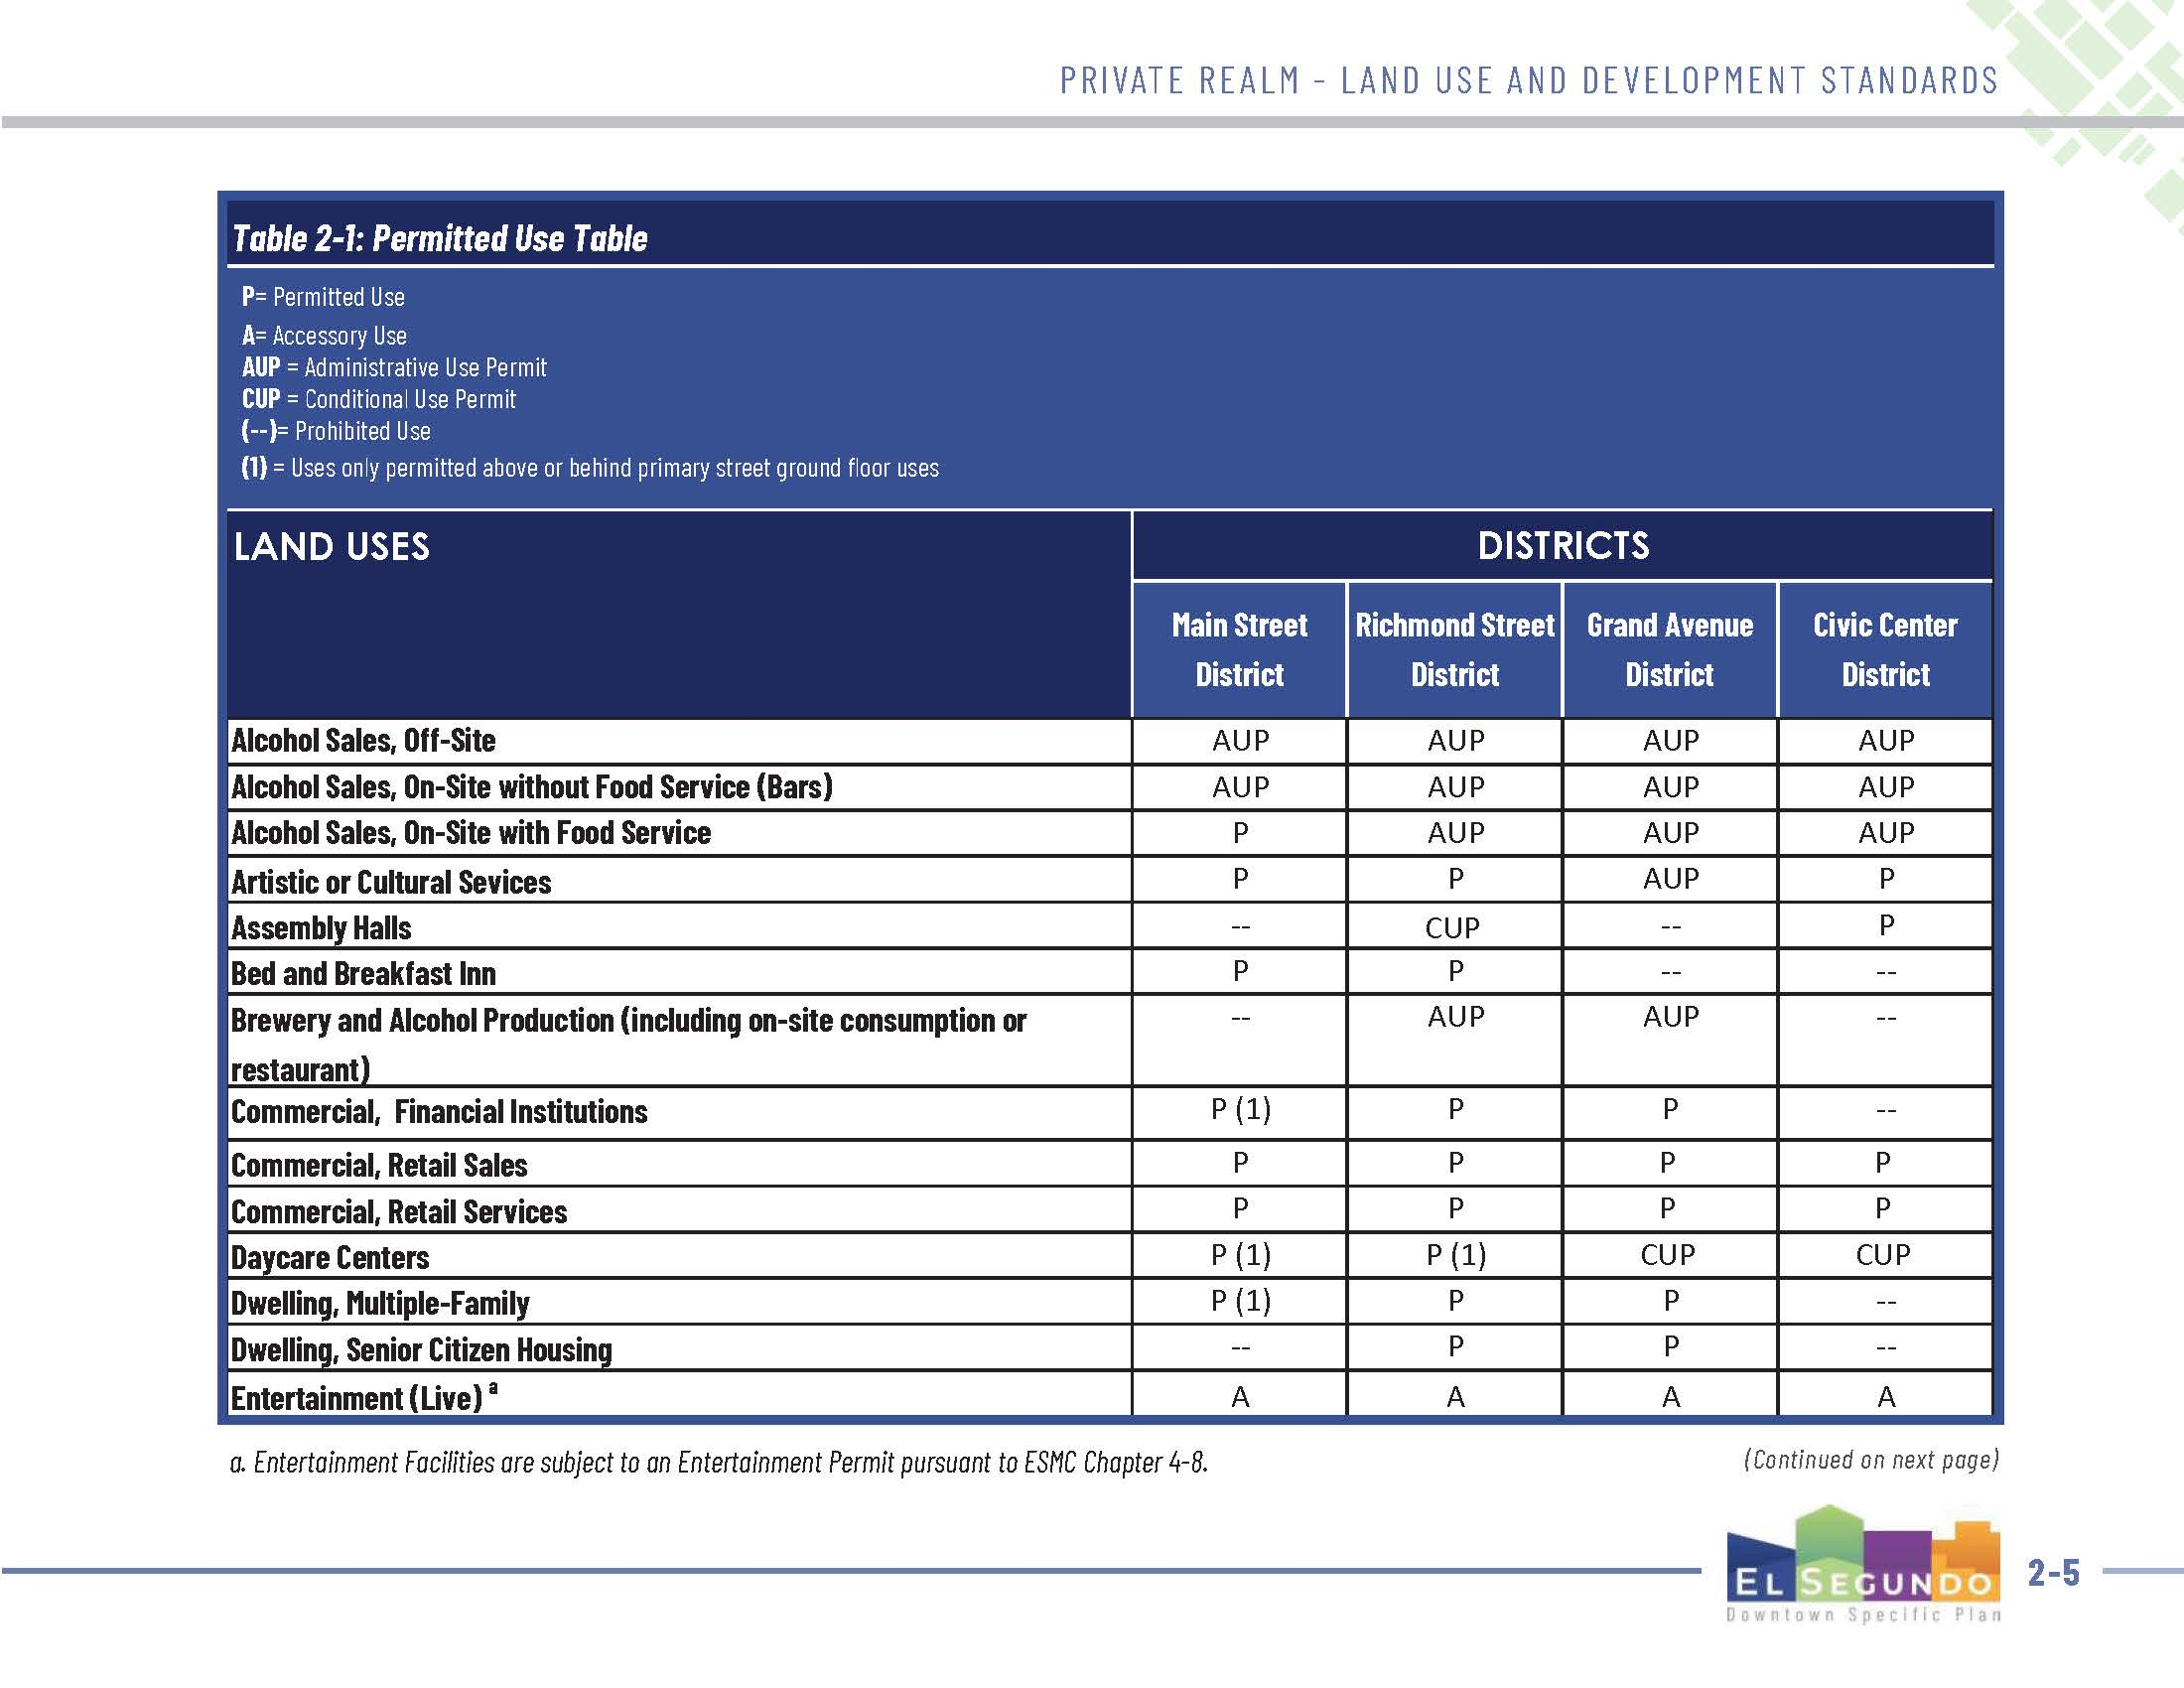 PRIVATE REALM - LAND USE AND DEVELOPMENT STANDARDS
Table 2-1: Permitted Use Table
P= Permitted Use
A= Accessory Use
AUP = Administrative Use Permit
CUP = Conditional Use Permit
(--)= Prohibited Use
(1) = Uses only permitted above or behind primary street ground floor uses
LAND USES DISTRICTS
Main Street Richmond Street Grand Avenue Civic Center
District District District District
Alcohol Sales, Off-Site AUP AUP AUP AUP
Alcohol Sales, On-Site without Food Service (Bars) AUP AUP AUP AUP
Alcohol Sales, On-Site with Food Service P AUP AUP AUP
Artistic or Cultural Sevices P P AUP P
Assembly Halls -- CUP -- P
Bed and Breakfast Inn P P -- --
Brewery and Alcohol Production (including on-site consumption or -- AUP AUP --
restaurant)
Commercial, Financial Institutions P (1) P P --
Commercial, Retail Sales P P P P
Commercial, Retail Services P P P P
Daycare Centers P (1) P (1) CUP CUP
Dwelling, Multiple-Family P (1) P P --
Dwelling, Senior Citizen Housing -- P P --
Entertainment (Live) a A A A A
a. Entertainment Facilities are subject to an Entertainment Permit pursuant to ESMC Chapter 4-8. (Continued on next page)
EL SEGUNDO
Downtown Specific Plan
2-5